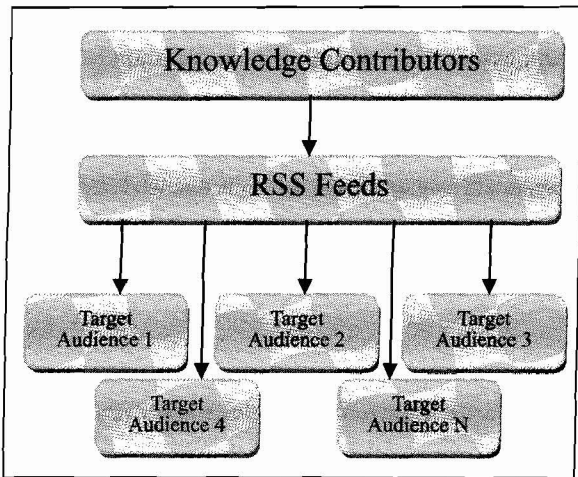 Knowledge Contributors
RSS Feeds
Target
Audience 1
Target
Audience 2
Target
Audience 3
Target
Audience 4
Target
Audience N